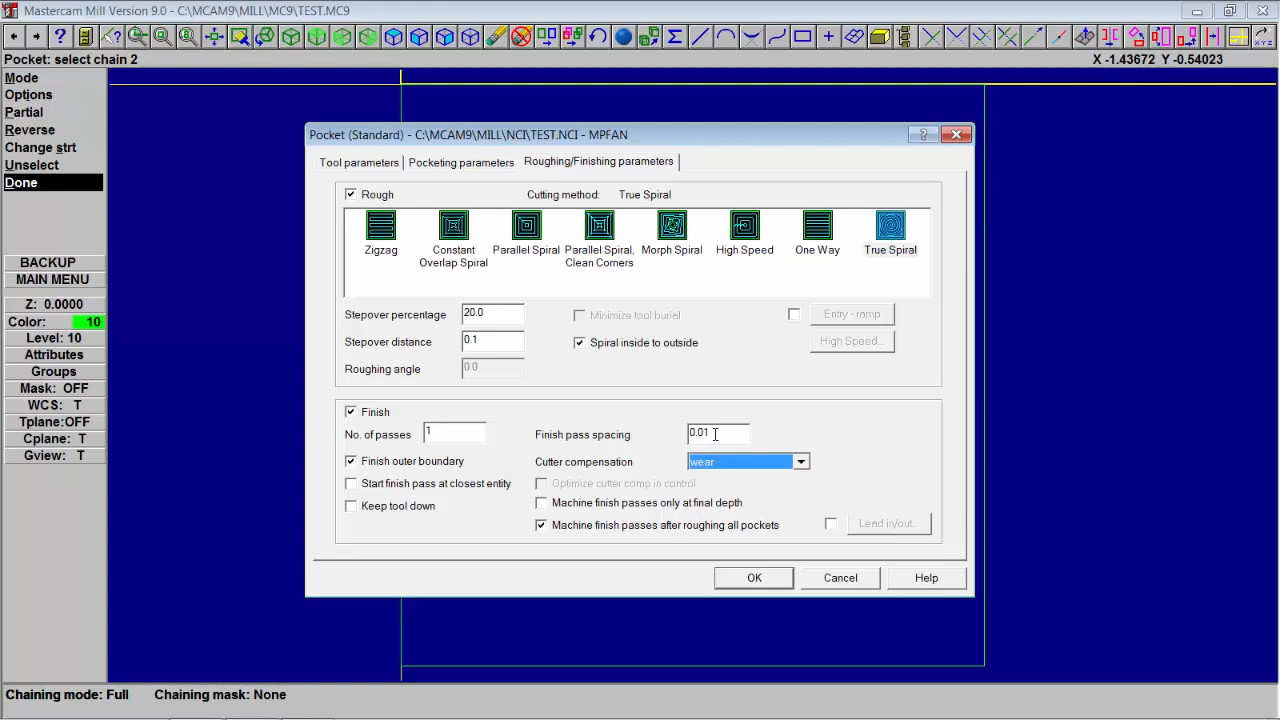 Mastercam Mill Version 9.0 - C:\MCAM9\MILL\MC9\TEST.MC9
Pocket: select chain 2
X -1.43672 Y -0.54023
Mode
Options
Partial
Reverse
Change strt
Unselect
Done
BACKUP
MAIN MENU
Z: 0.0000
Color: 10
Level: 10
Attributes
Groups
Mask: OFF
WCS: T
Tplane:OFF
Cplane: T
Gview: T
Pocket (Standard) - C:\MCAM9\MILL\NCI\TEST.NCI - MPFAN
Tool parameters
Pocketing parameters
Roughing/Finishing parameters
Rough
Cutting method: True Spiral
Zigzag
Constant Overlap Spiral
Parallel Spiral
Parallel Spiral, Clean Corners
Morph Spiral
High Speed
One Way
True Spiral
Stepover percentage 20.0
Minimize tool burial
Entry - ramp
Stepover distance 0.1
Spiral inside to outside
High Speed...
Roughing angle 0.0
Finish
No. of passes 1
Finish pass spacing 0.01
Finish outer boundary
Cutter compensation wear
Start finish pass at closest entity
Optimize cutter comp in control
Keep tool down
Machine finish passes only at final depth
Machine finish passes after roughing all pockets
Lead in/out...
OK
Cancel
Help
Chaining mode: Full Chaining mask: None